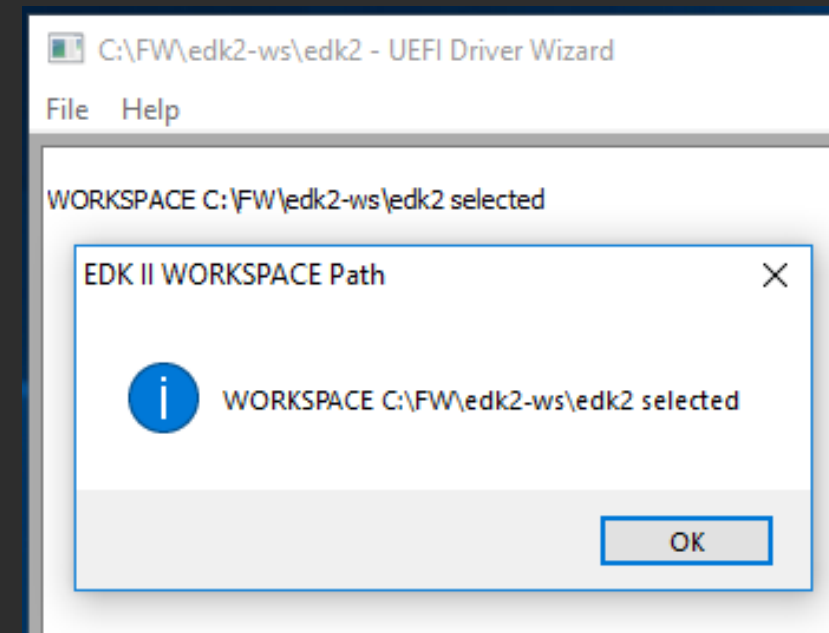 C:\FW\edk2-ws\edk2 - UEFI Driver Wizard
File Help
WORKSPACE C:\FW\edk2-ws\edk2 selected
EDK II WORKSPACE Path
WORKSPACE C:\FW\edk2-ws\edk2 selected
OK